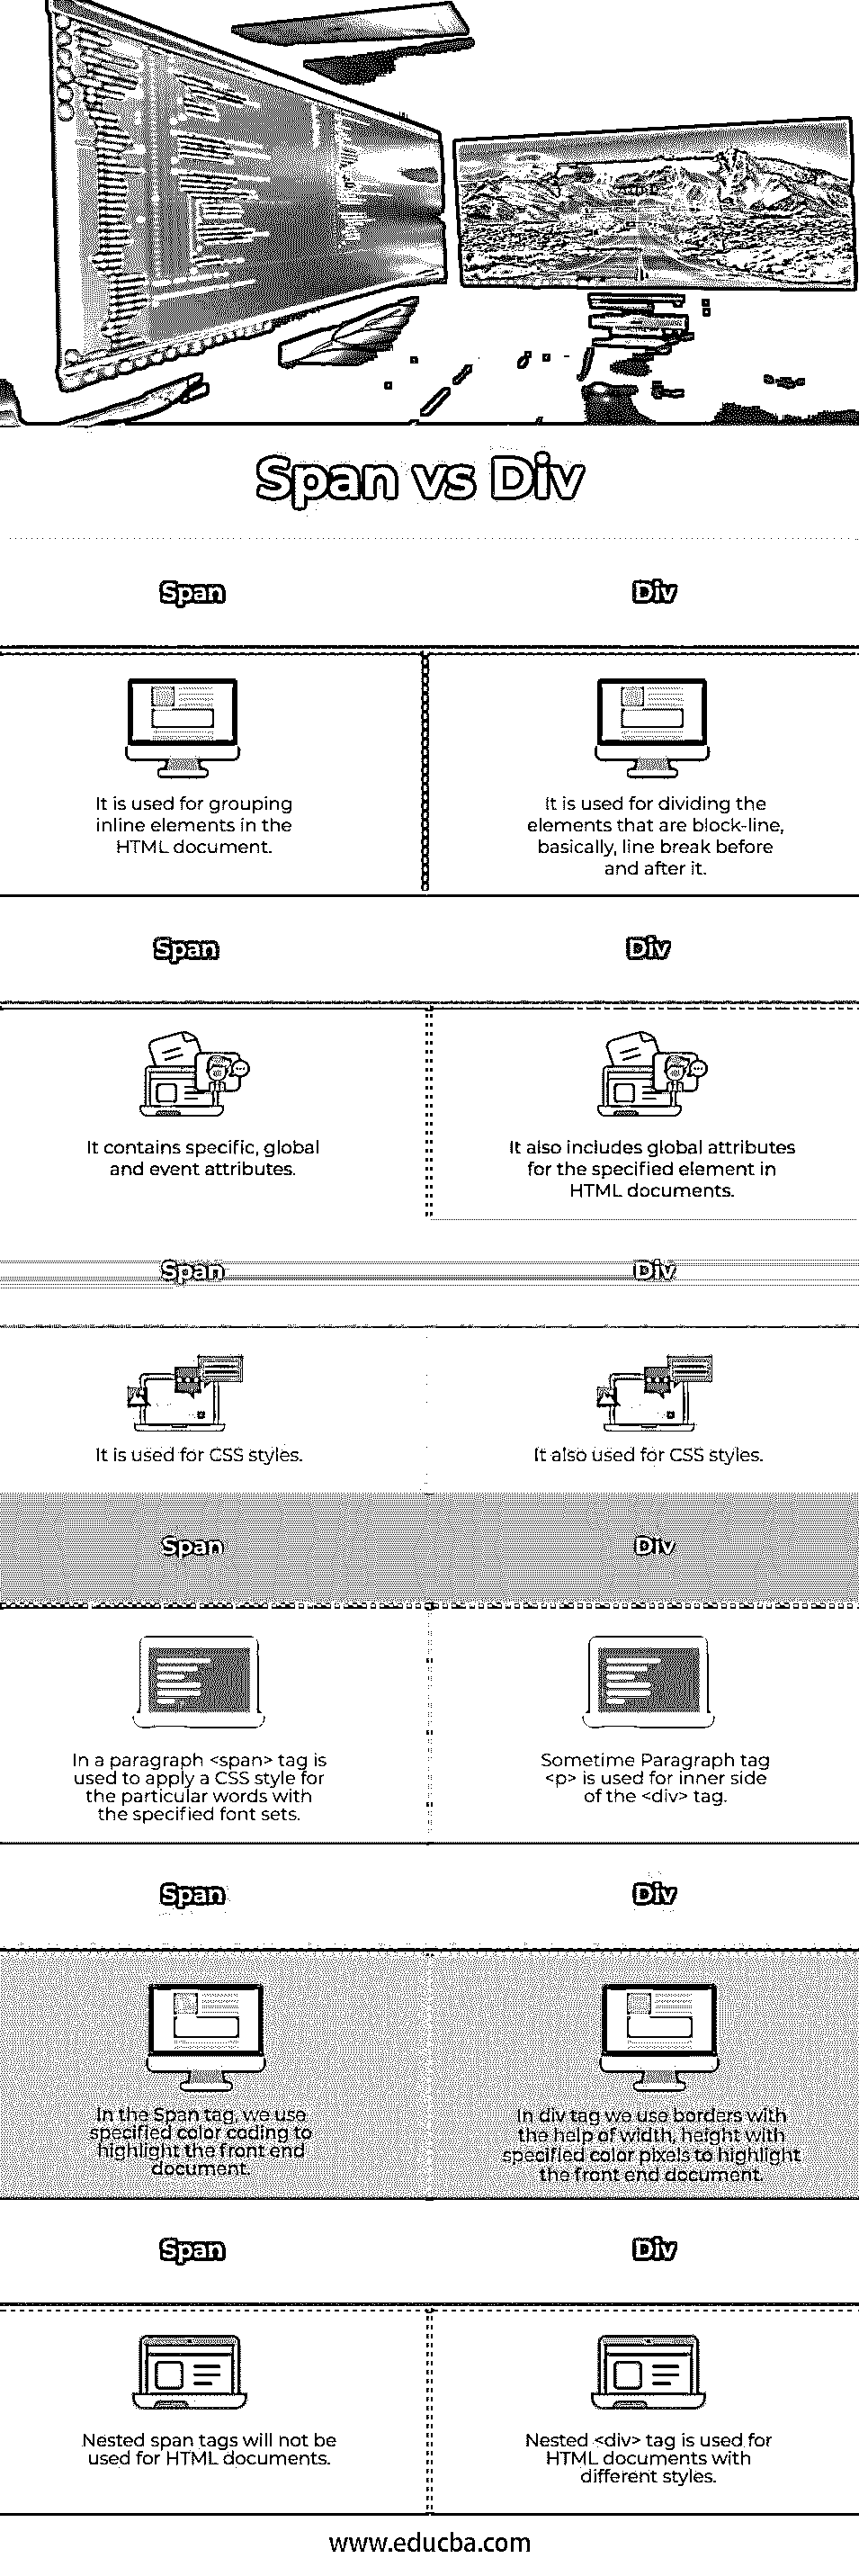 Span vs Div
Span
Div
It is used for grouping
inline elements in the
HTML document.
It is used for dividing the
elements that are block-line,
basically, line break before
and after it.
Span
Div
It contains specific, global
and event attributes.
It also includes global attributes
for the specified element in
HTML documents.
Span
Div
It is used for CSS styles.
It also used for CSS styles.
Span
Div
In a paragraph <span> tag is
used to apply a CSS style for
the particular words with
the specified font sets.
Sometime Paragraph tag
<p> is used for inner side
of the <div> tag.
Span
Div
In the Span tag, we use
specified color coding to
highlight the front end
document.
In div tag we use borders with
the help of width, height with
specified color pixels to highlight
the front end document.
Span
Div
Nested span tags will not be
used for HTML documents.
Nested <div> tag is used for
HTML documents with
different styles.
www.educba.com